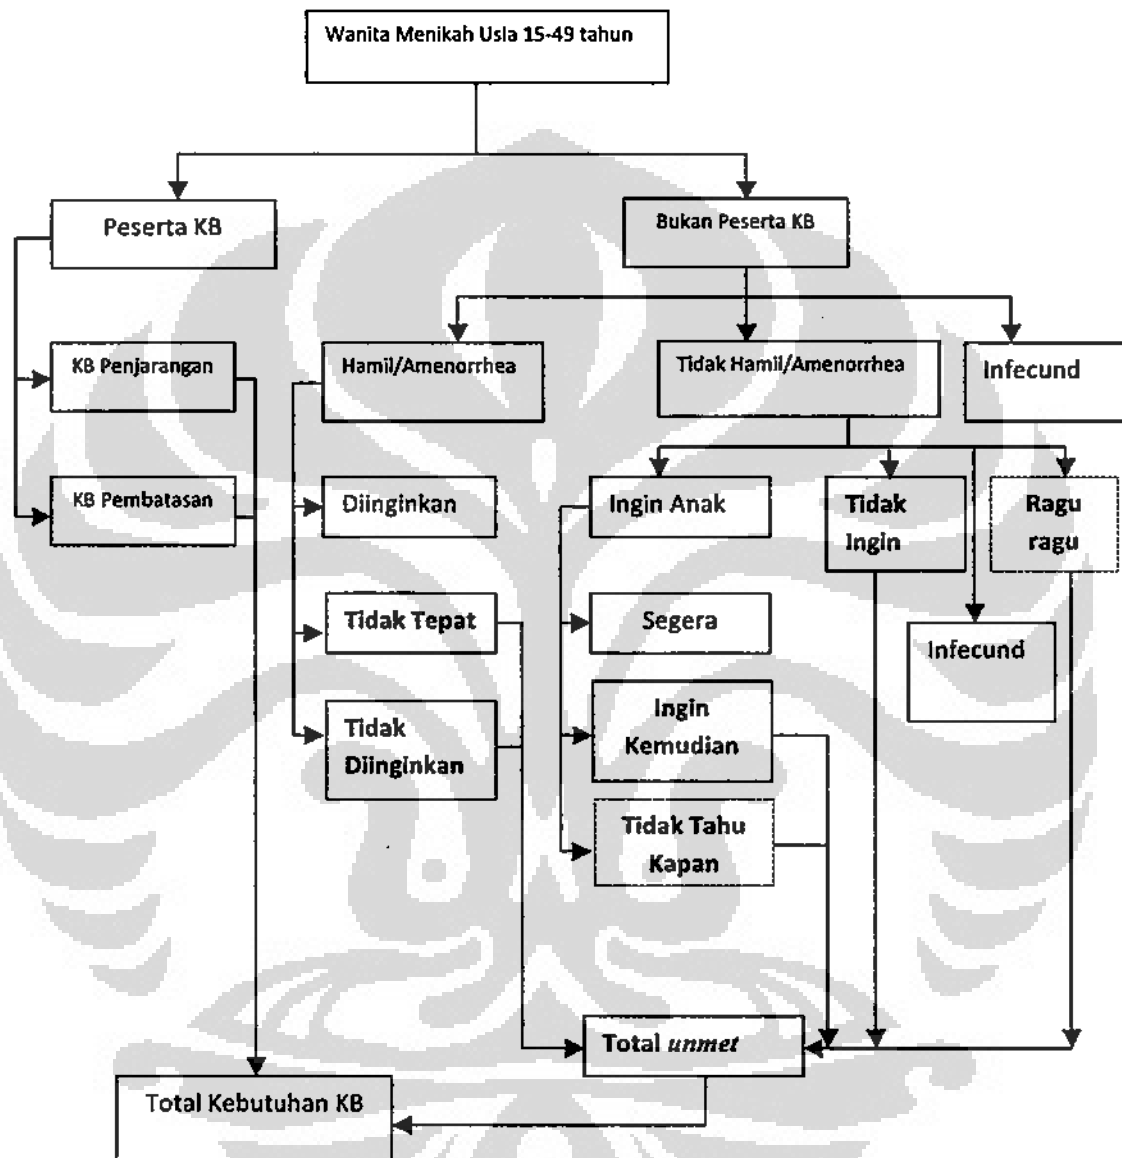 Wanita Menikah Usia 15-49 tahun
Peserta KB
Bukan Peserta KB
KB Penjarangan
Hamil/Amenorrhea
Tidak Hamil/Amenorrhea
Infecund
KB Pembatasan
Diinginkan
Ingin Anak
Tidak
Ingin
Ragu
ragu
Tidak Tepat
Segera
Infecund
Tidak
Diinginkan
Ingin
Kemudian
Tidak Tahu
Kapan
Total unmet
Total Kebutuhan KB